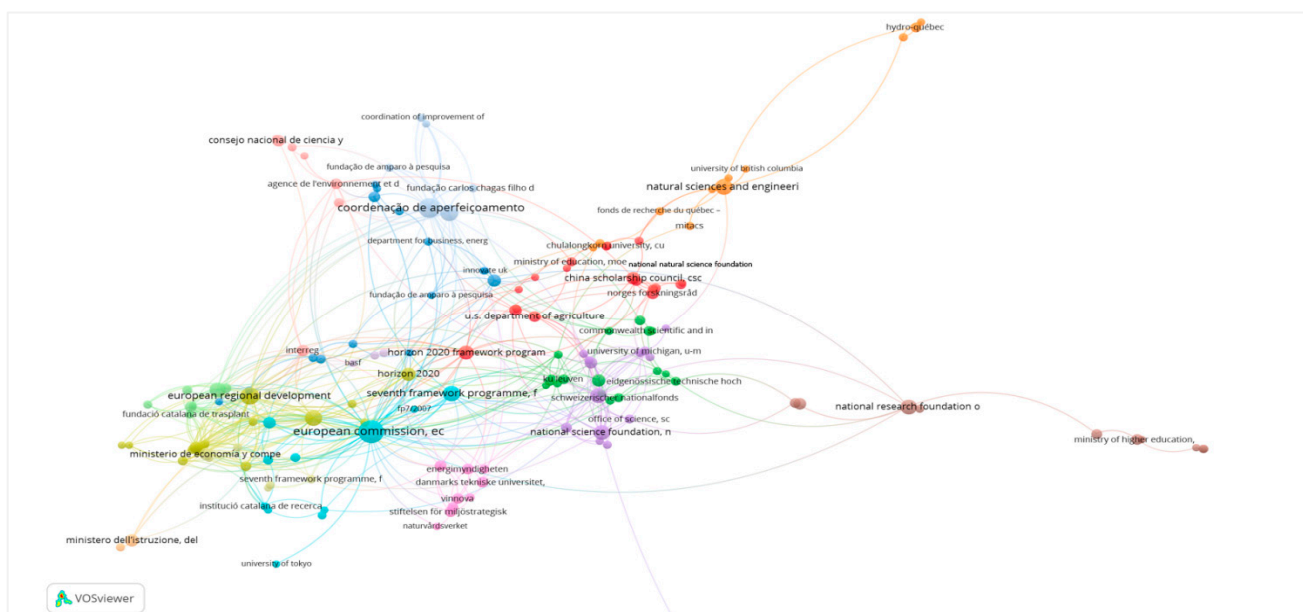 hydro-québec
coordination of improvement of
consejo nacional de ciencia y
fundação de amparo à pesquisa
university of british columbia
agence de l'environnement et d
fundação carlos chagas filho d
natural sciences and engineeri
coordenação de aperfeiçoamento
fonds de recherche du québec –
mitacs
department for business, energ
chulalongkorn university, cu
ministry of education, moe
national natural science foundation
innovate uk
china scholarship council, csc
norges forskningsråd
fundação de amparo à pesquisa
u.s. department of agriculture
commonwealth scientific and in
interreg
horizon 2020 framework program
university of michigan, u-m
basf
horizon 2020
ku leuven
eidgenössische technische hoch
european regional development
seventh framework programme, f
schweizerischer nationalfonds
fp7/2007
national research foundation o
fundació catalana de trasplant
office of science, sc
european commission, ec
national science foundation, n
ministry of higher education,
ministerio de economía y compe
energimyndigheten
seventh framework programme, f
danmarks tekniske universitet,
vinnova
institució catalana de recerca
stiftelsen för miljöstrategisk
naturvårdsverket
ministero dell'istruzione, del
university of tokyo
VOSviewer